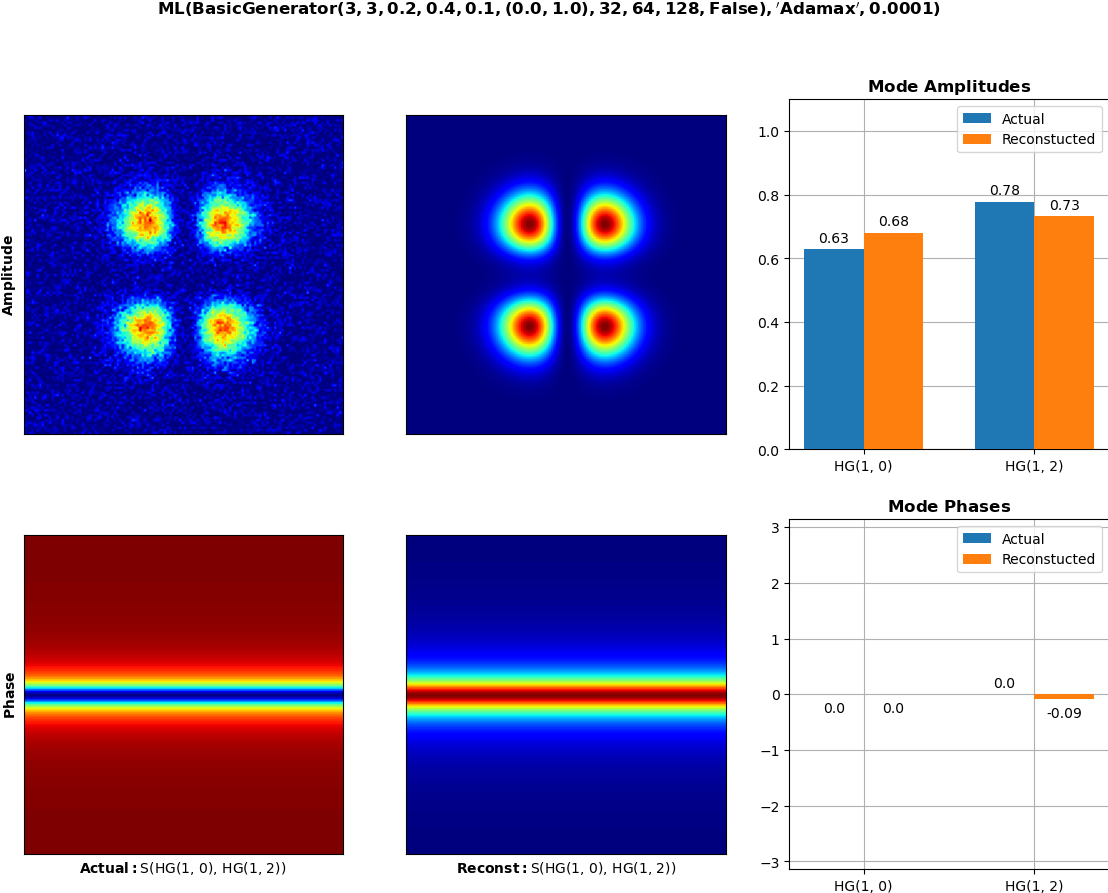 ML(BasicGenerator(3, 3, 0.2, 0.4, 0.1, (0.0, 1.0), 32, 64, 128, False), ′Adamax′, 0.0001)
Amplitude
Mode Amplitudes
Actual
Reconstucted
1.0
0.8
0.6
0.4
0.2
0.0
0.63
0.68
0.78
0.73
HG(1, 0)
HG(1, 2)
Phase
Actual: S(HG(1, 0), HG(1, 2))
Reconst: S(HG(1, 0), HG(1, 2))
Mode Phases
Actual
Reconstucted
3
2
1
0
−1
−2
−3
0.0
0.0
0.0
-0.09
HG(1, 0)
HG(1, 2)